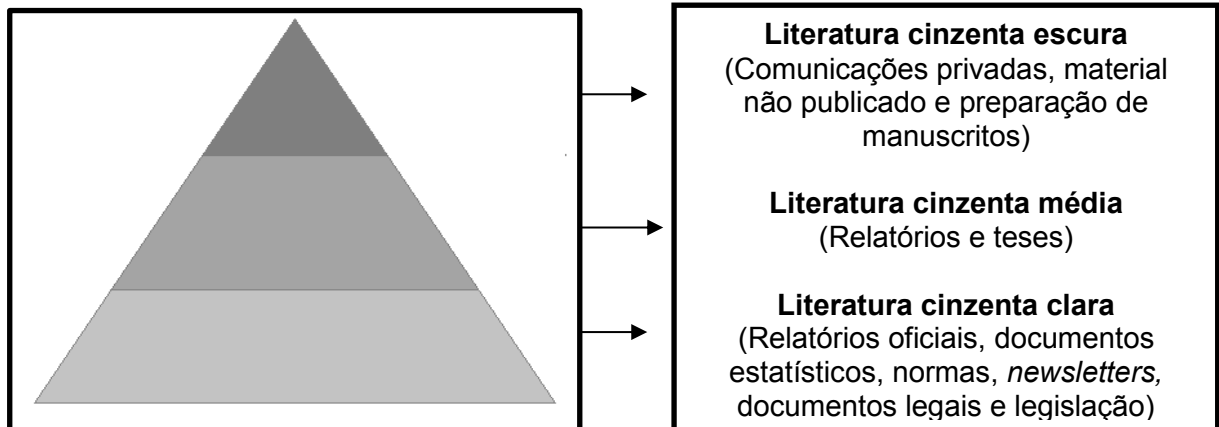 Literatura cinzenta escura
(Comunicações privadas, material
não publicado e preparação de
manuscritos)
Literatura cinzenta média
(Relatórios e teses)
Literatura cinzenta clara
(Relatórios oficiais, documentos
estatísticos, normas, newsletters,
documentos legais e legislação)